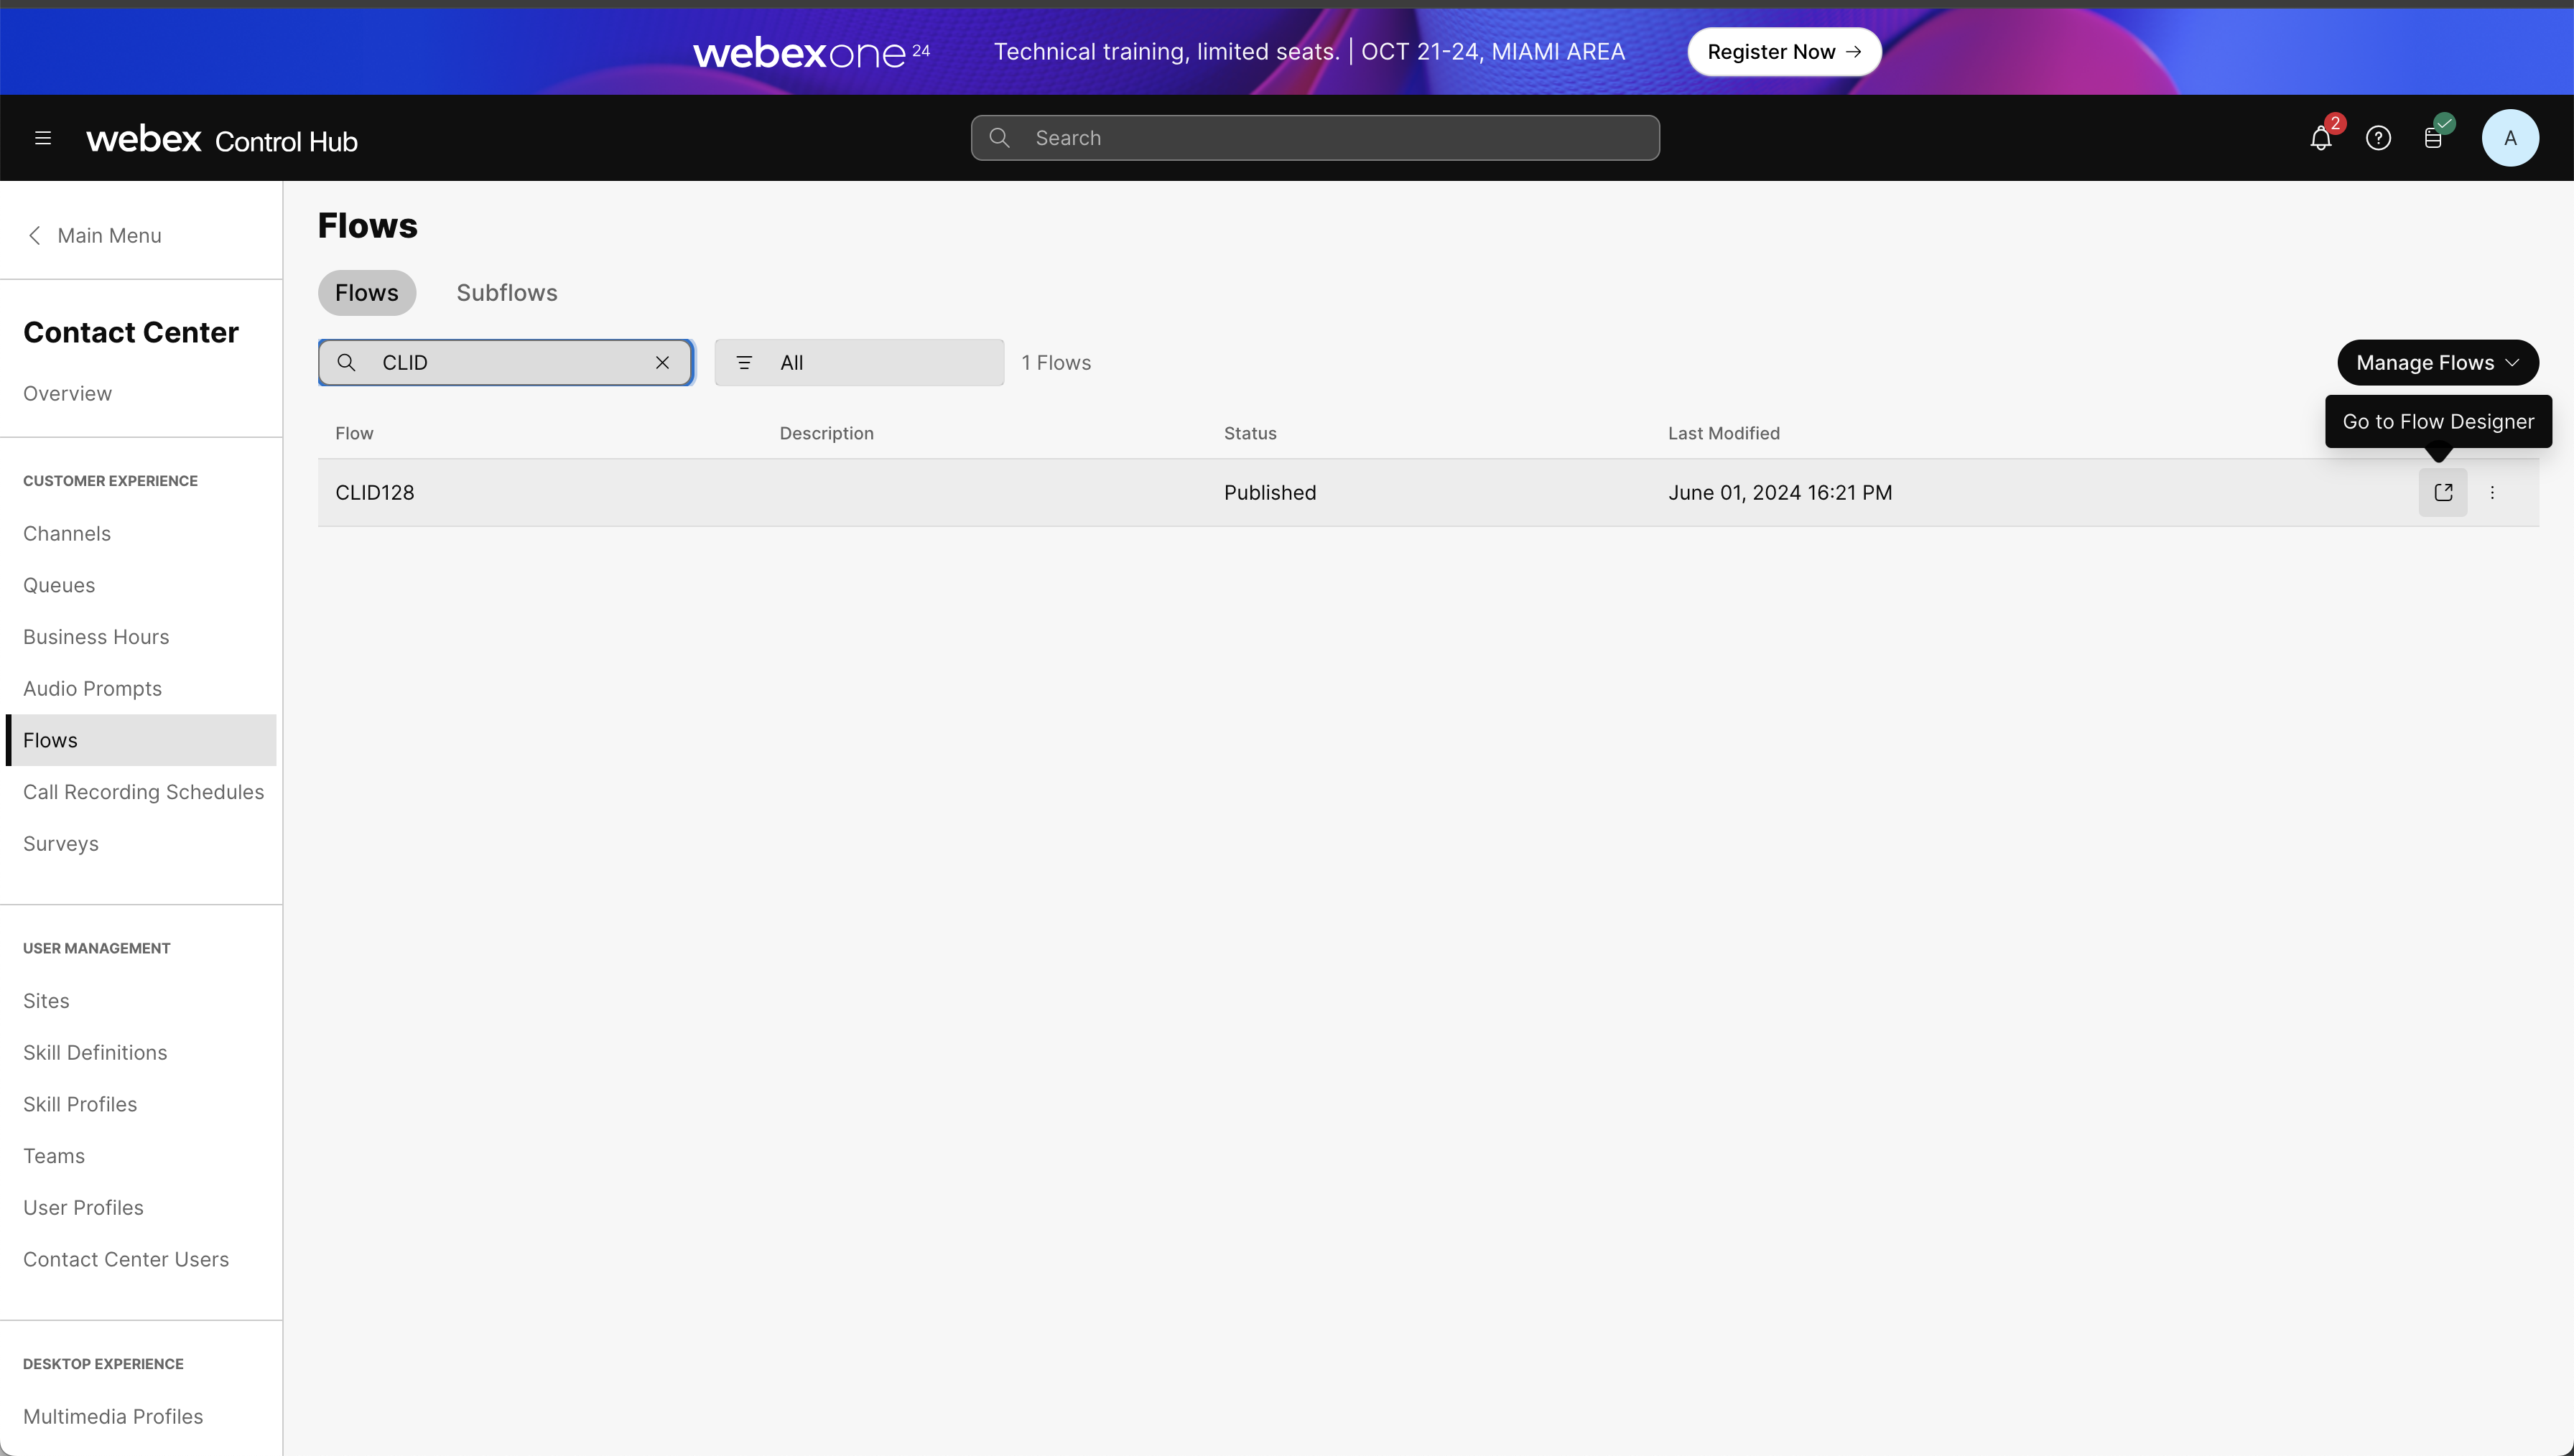 webexone 24
Technical training, limited seats. | OCT 21-24, MIAMI AREA
Register Now →
webex Control Hub
Search
2
A
Main Menu
Contact Center
Overview
CUSTOMER EXPERIENCE
Channels
Queues
Business Hours
Audio Prompts
Flows
Call Recording Schedules
Surveys
USER MANAGEMENT
Sites
Skill Definitions
Skill Profiles
Teams
User Profiles
Contact Center Users
DESKTOP EXPERIENCE
Multimedia Profiles
Flows
Flows Subflows
CLID
All
1 Flows
Manage Flows
Go to Flow Designer
Flow Description Status Last Modified
CLID128 Published June 01, 2024 16:21 PM